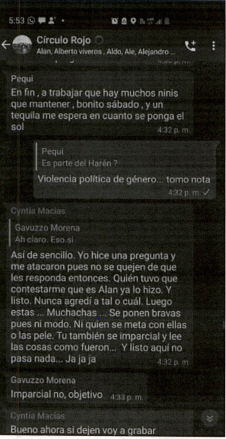 5:53
Círculo Rojo
Alan, Alberto viveros, Aldo, Ale, Alejandro ...
Pequi
En fin , a trabajar que hay muchos ninis
que mantener , bonito sábado , y un
tequila me espera en cuanto se ponga el
sol
4:32 p. m.
Pequi
Es parte del Harén ?
Violencia política de género... tomo nota
4:32 p. m.
Cyntia Macias
Gavuzzo Morena
Ah claro. Eso si
Así de sencillo. Yo hice una pregunta y
me atacaron pues no se quejen de que
les responda entonces. Quién tuvo que
contestarme que es Alan ya lo hizo. Y
listo. Nunca agredí a tal o cuál. Luego
estas ... Muchachas ... Se ponen bravas
pues ni modo. Ni quien se meta con ellas
o las pele. Tu también se imparcial y lee
las cosas como fueron... Y listo aquí no
pasa nada... Ja ja ja
4:32 p. m.
Gavuzzo Morena
Imparcial no, objetivo
4:33 p. m.
Cyntia Macias
Bueno ahora si dejen voy a grabar